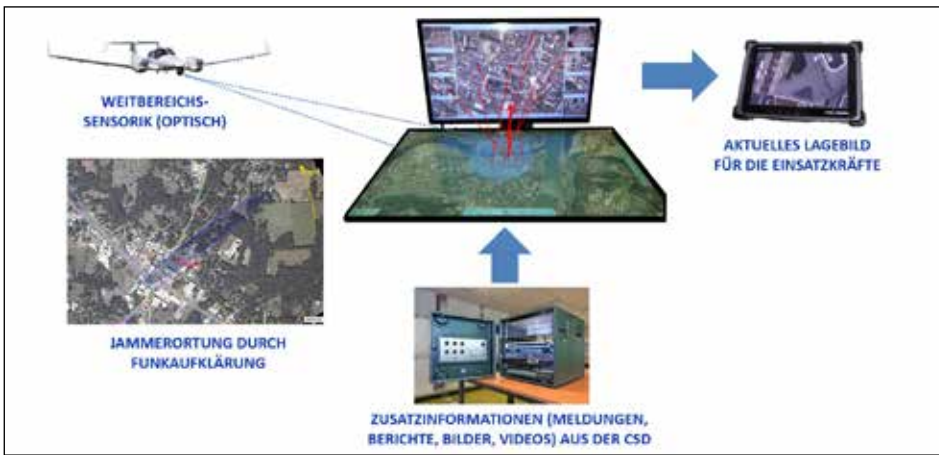 WEITBEREICHS-
SENSORIK (OPTISCH)
AKTUELLES LAGEBILD
FÜR DIE EINSATZKRÄFTE
JAMMERORTUNG DURCH
FUNKAUFKLÄRUNG
ZUSATZINFORMATIONEN (MELDUNGEN,
BERICHTE, BILDER, VIDEOS) AUS DER CSD